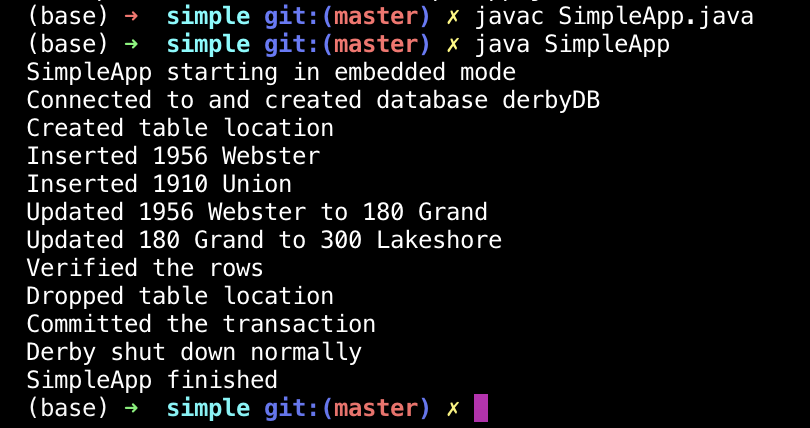 (base) ➜  simple git:(master) ✗ javac SimpleApp.java
(base) ➜  simple git:(master) ✗ java SimpleApp
SimpleApp starting in embedded mode
Connected to and created database derbyDB
Created table location
Inserted 1956 Webster
Inserted 1910 Union
Updated 1956 Webster to 180 Grand
Updated 180 Grand to 300 Lakeshore
Verified the rows
Dropped table location
Committed the transaction
Derby shut down normally
SimpleApp finished
(base) ➜  simple git:(master) ✗